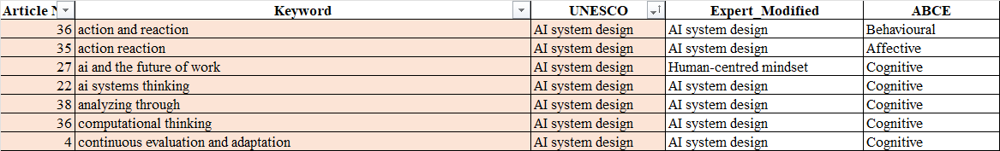 Article N Keyword UNESCO Expert_Modified ABCE
36 action and reaction AI system design AI system design Behavioural
35 action reaction AI system design AI system design Affective
27 ai and the future of work AI system design Human-centred mindset Cognitive
22 ai systems thinking AI system design AI system design Cognitive
38 analyzing through AI system design AI system design Cognitive
36 computational thinking AI system design AI system design Cognitive
4 continuous evaluation and adaptation AI system design AI system design Cognitive